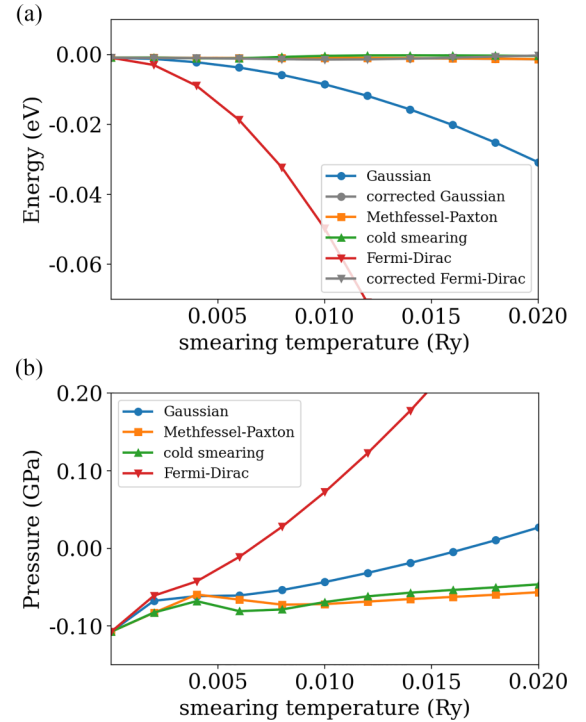 (a)
0.00
-0.02
-0.04
-0.06
Energy (eV)
Gaussian
corrected Gaussian
Methfessel-Paxton
cold smearing
Fermi-Dirac
corrected Fermi-Dirac
0.005 0.010 0.015 0.020
smearing temperature (Ry)
(b)
0.20
0.10
0.00
-0.10
Pressure (GPa)
Gaussian
Methfessel-Paxton
cold smearing
Fermi-Dirac
0.005 0.010 0.015 0.020
smearing temperature (Ry)